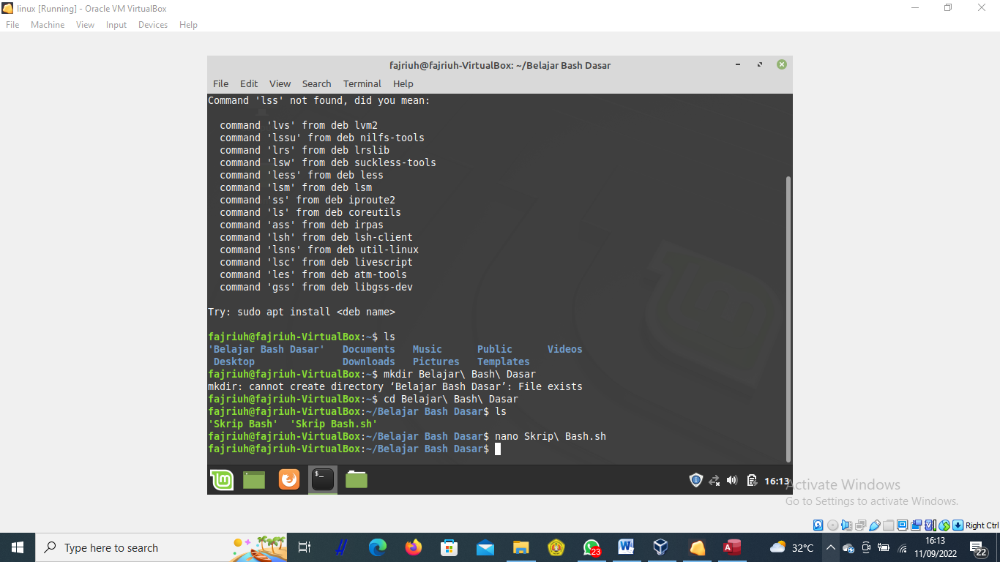 linux [Running] - Oracle VM VirtualBox
File Machine View Input Devices Help
fajriuh@fajriuh-VirtualBox: ~/Belajar Bash Dasar
File Edit View Search Terminal Help
Command 'lss' not found, did you mean:
command 'lvs' from deb lvm2
command 'lssu' from deb nilfs-tools
command 'lrs' from deb lrslib
command 'lsw' from deb suckless-tools
command 'less' from deb less
command 'lsm' from deb lsm
command 'ss' from deb iproute2
command 'ls' from deb coreutils
command 'ass' from deb irpas
command 'lsh' from deb lsh-client
command 'lsns' from deb util-linux
command 'lsc' from deb livescript
command 'les' from deb atm-tools
command 'gss' from deb libgss-dev
Try: sudo apt install <deb name>
fajriuh@fajriuh-VirtualBox:~$ ls
'Belajar Bash Dasar' Documents Music Public Videos
Desktop Downloads Pictures Templates
fajriuh@fajriuh-VirtualBox:~$ mkdir Belajar\ Bash\ Dasar
mkdir: cannot create directory ‘Belajar Bash Dasar’: File exists
fajriuh@fajriuh-VirtualBox:~$ cd Belajar\ Bash\ Dasar
fajriuh@fajriuh-VirtualBox:~/Belajar Bash Dasar$ ls
'Skrip Bash' 'Skrip Bash.sh'
fajriuh@fajriuh-VirtualBox:~/Belajar Bash Dasar$ nano Skrip\ Bash.sh
fajriuh@fajriuh-VirtualBox:~/Belajar Bash Dasar$
16:13
Activate Windows
Go to Settings to activate Windows.
Right Ctrl
Type here to search
23
32°C
16:13
11/09/2022
22